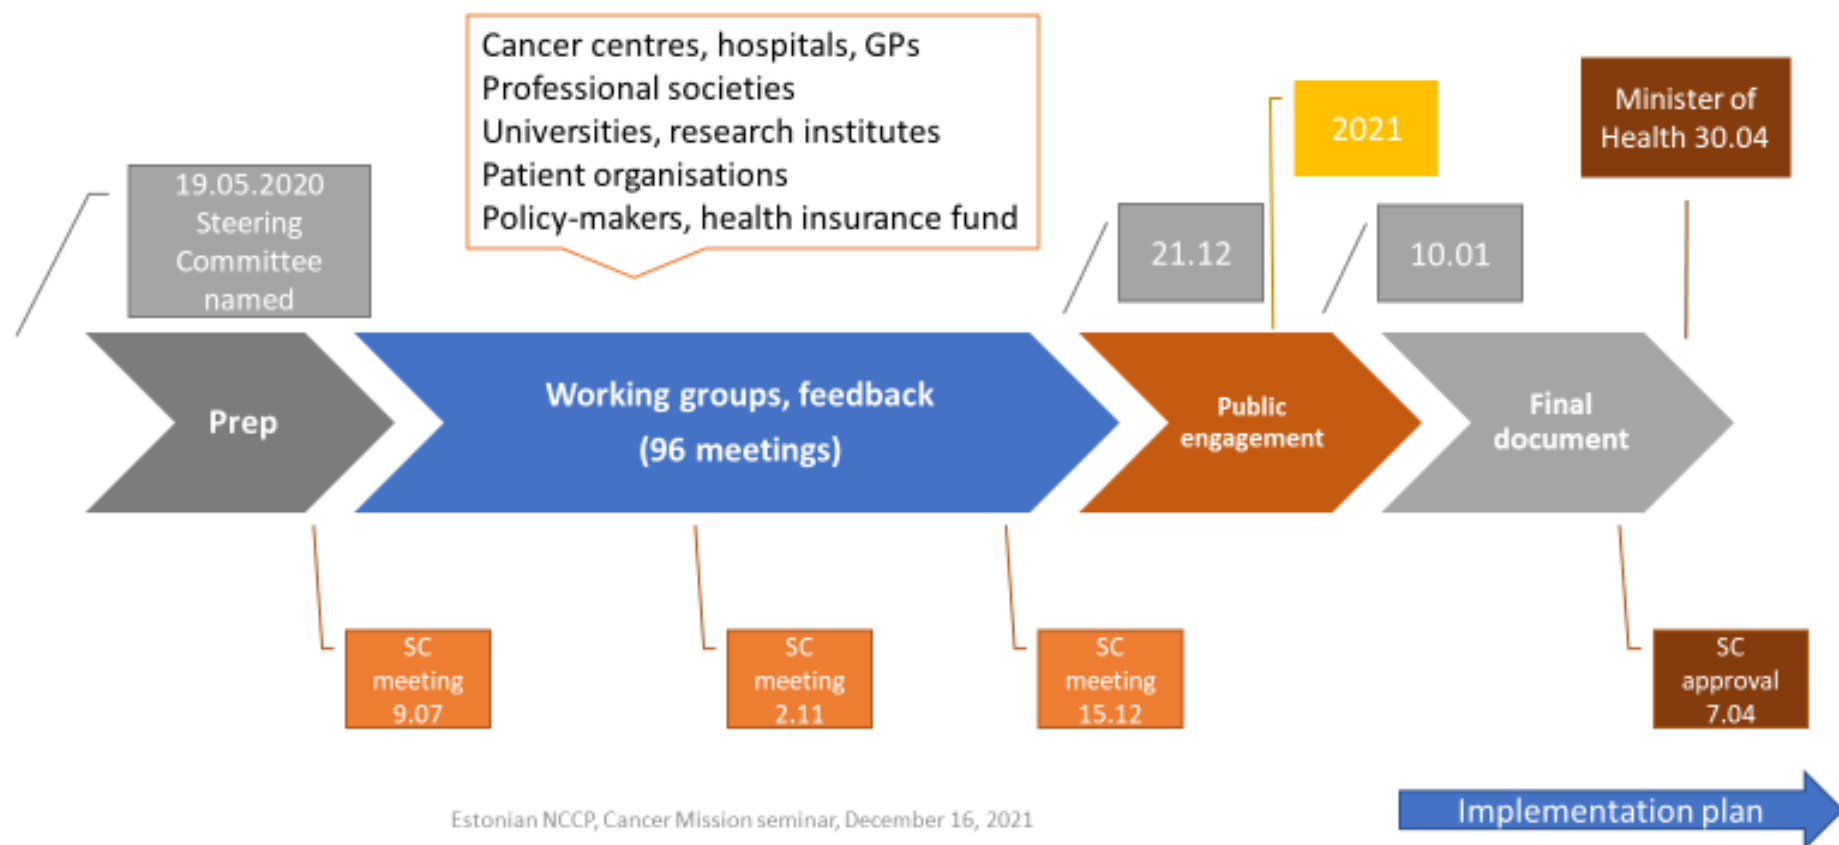 Cancer centres, hospitals, GPs
Professional societies
Universities, research institutes
Patient organisations
Policy-makers, health insurance fund
2021
Minister of
Health 30.04
19.05.2020
Steering
Committee
named
21.12
10.01
Prep
Working groups, feedback
(96 meetings)
Public
engagement
Final
document
SC
meeting
9.07
SC
meeting
2.11
SC
meeting
15.12
SC
approval
7.04
Estonian NCCP, Cancer Mission seminar, December 16, 2021
Implementation plan